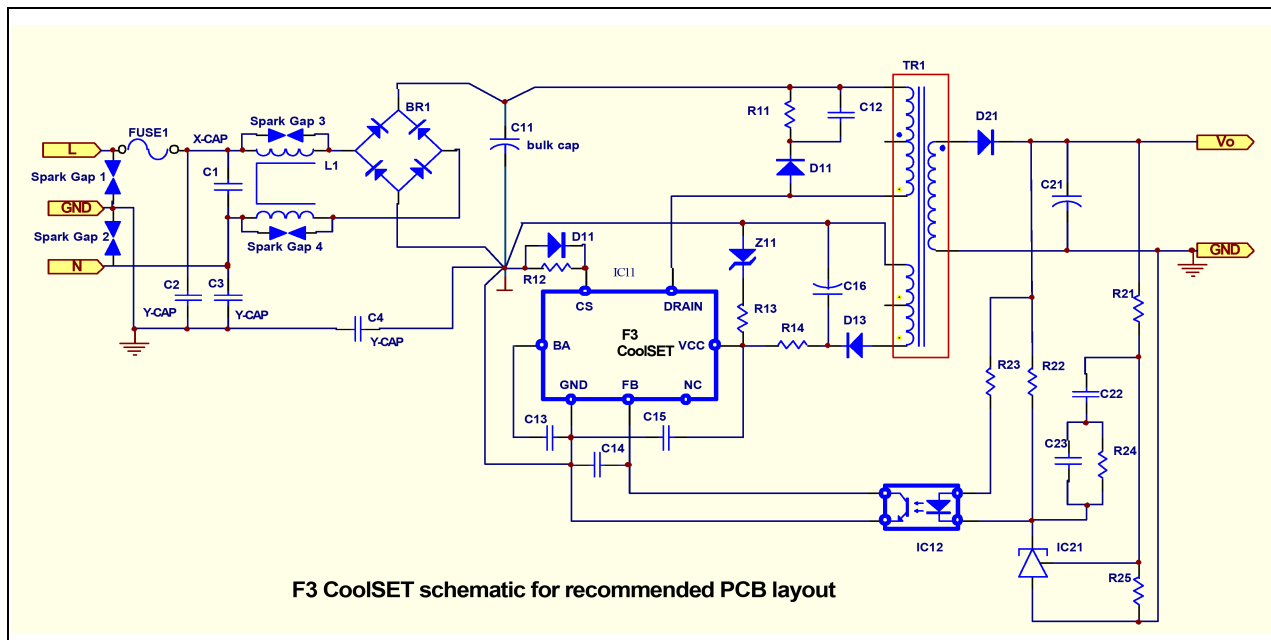 TR1
BR1
Spark Gap 3
FUSE1
X-CAP
L
L1
C11
bulk cap
R11
C12
D21
Vo
Spark Gap 1
C1
D11
C21
GND
Spark Gap 2
Spark Gap 4
D11
Z11
GND
N
R12
IC11
C2
C3
CS
DRAIN
C16
R21
Y-CAP
Y-CAP
C4
Y-CAP
F3
CoolSET
R13
R14
D13
BA
VCC
R23
R22
GND
FB
NC
C22
C13
C15
C14
C23
R24
IC12
IC21
R25
F3 CoolSET schematic for recommended PCB layout